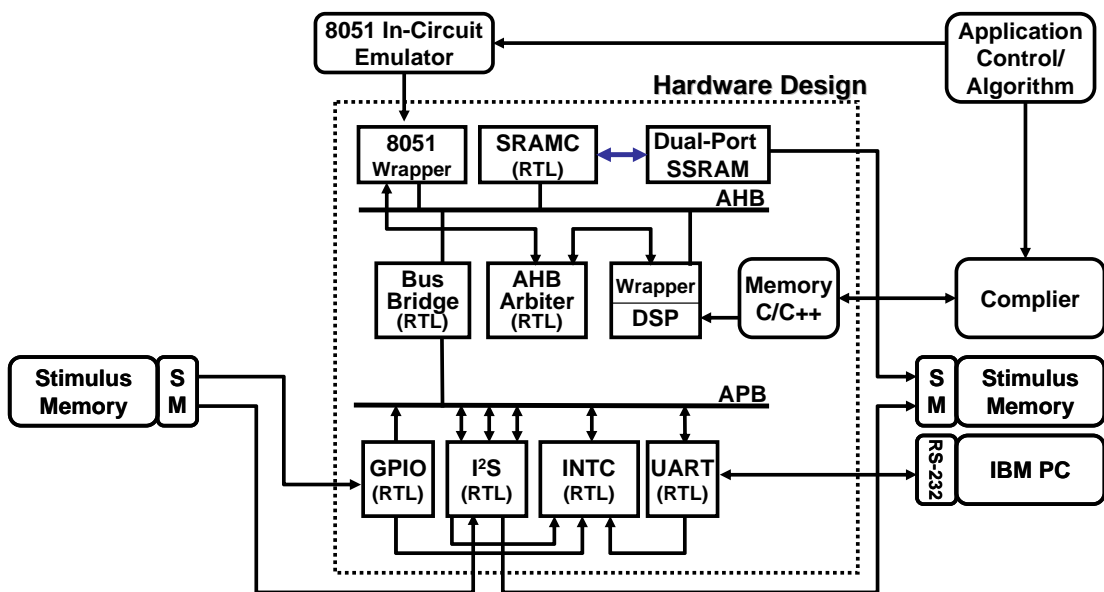 8051 In-Circuit
Emulator
Application
Control/
Algorithm
Hardware Design
8051
Wrapper
SRAMC
(RTL)
Dual-Port
SSRAM
AHB
Bus
Bridge
(RTL)
AHB
Arbiter
(RTL)
Wrapper
DSP
Memory
C/C++
Complier
Stimulus
Memory
S
M
APB
S
M
Stimulus
Memory
GPIO
(RTL)
I²S
(RTL)
INTC
(RTL)
UART
(RTL)
RS-232
IBM PC